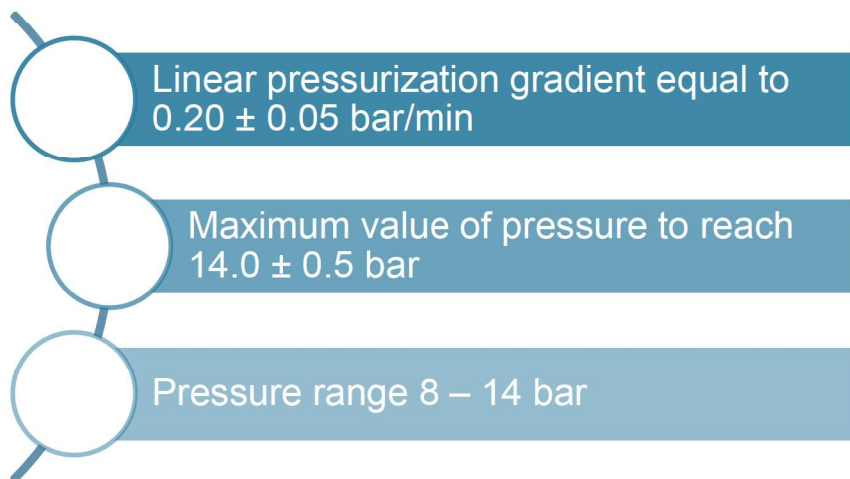 Linear pressurization gradient equal to
0.20 ± 0.05 bar/min
Maximum value of pressure to reach
14.0 ± 0.5 bar
Pressure range 8 – 14 bar